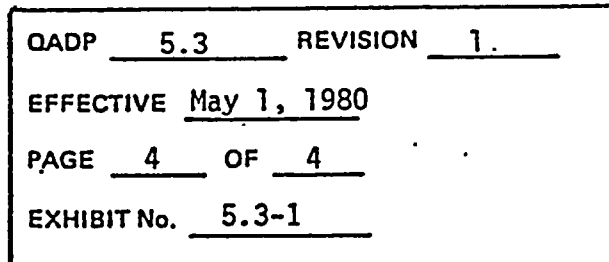 QADP 5.3 REVISION 1.
EFFECTIVE May 1, 1980
PAGE 4 OF 4
EXHIBIT No. 5.3-1